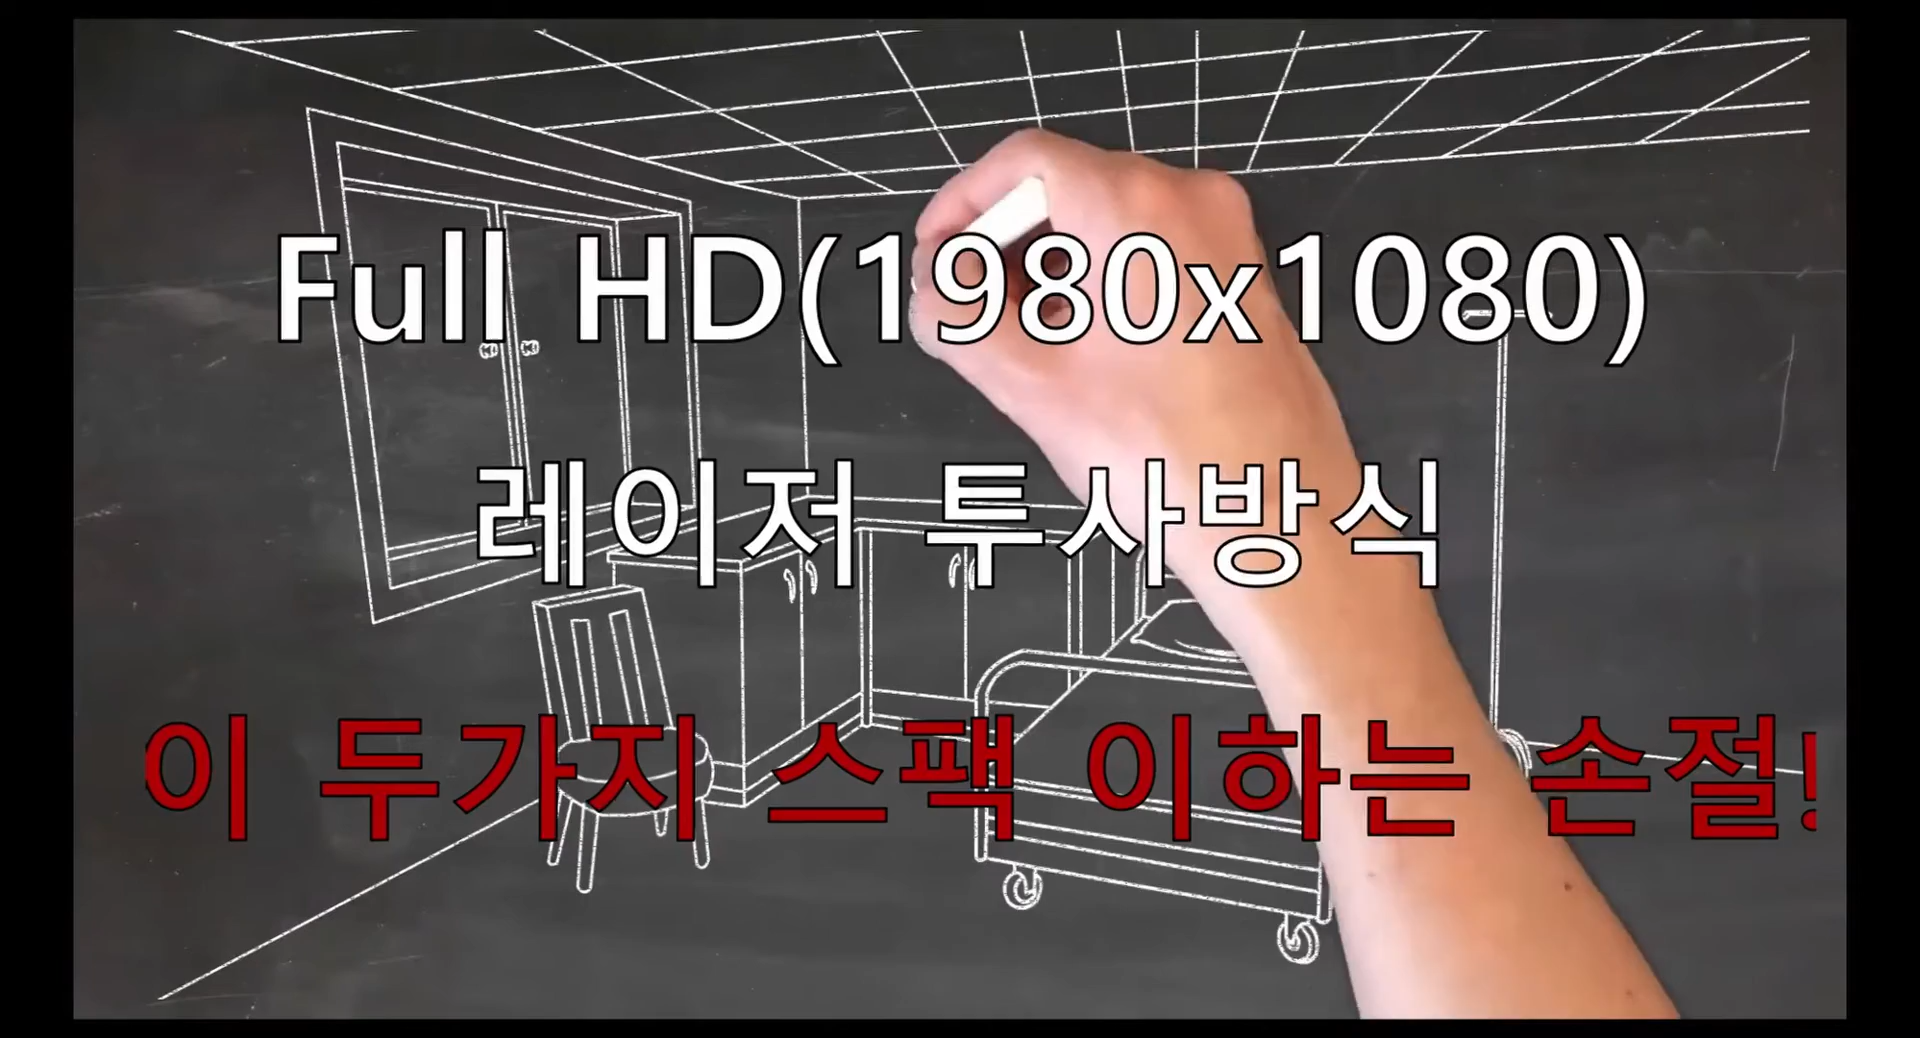 Full HD(1980x1080)
레이저 투사방식
이 두가지 스팩 이하는 손절!